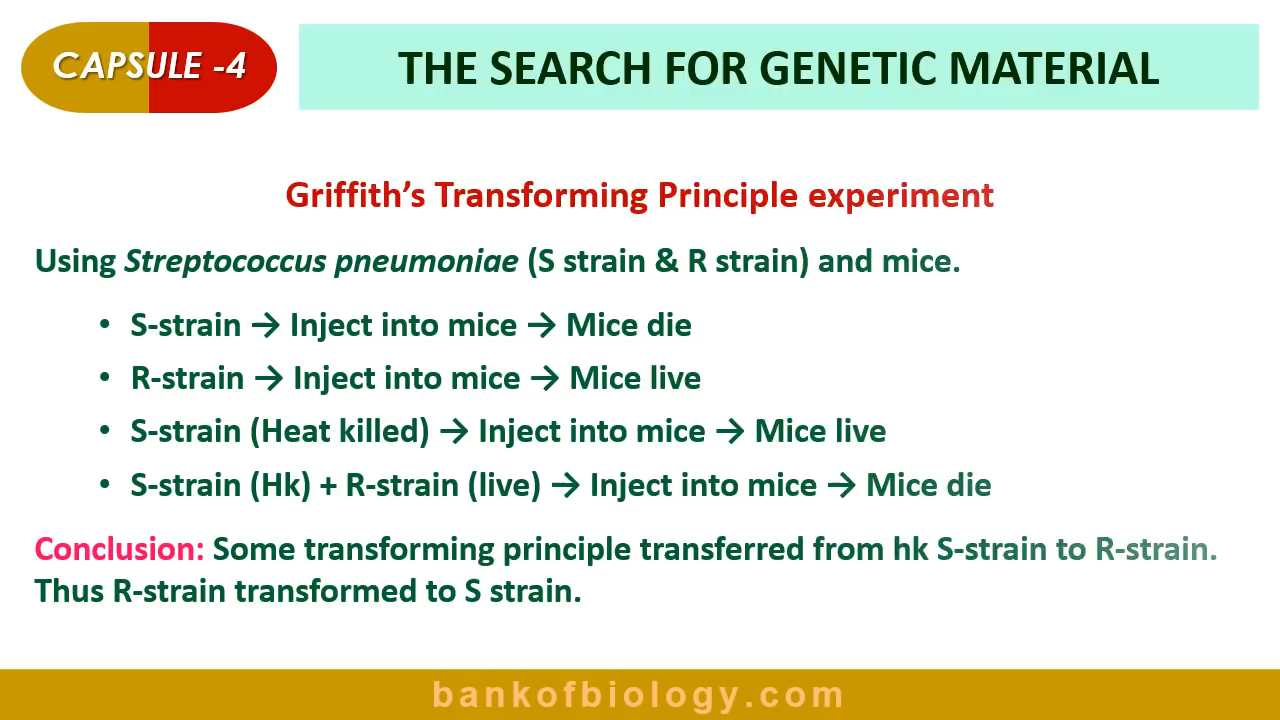 CAPSULE -4
THE SEARCH FOR GENETIC MATERIAL
Griffith’s Transforming Principle experiment
Using Streptococcus pneumoniae (S strain & R strain) and mice.
• S-strain → Inject into mice → Mice die
• R-strain → Inject into mice → Mice live
• S-strain (Heat killed) → Inject into mice → Mice live
• S-strain (Hk) + R-strain (live) → Inject into mice → Mice die
Conclusion: Some transforming principle transferred from hk S-strain to R-strain.
Thus R-strain transformed to S strain.
bankofbiology.com